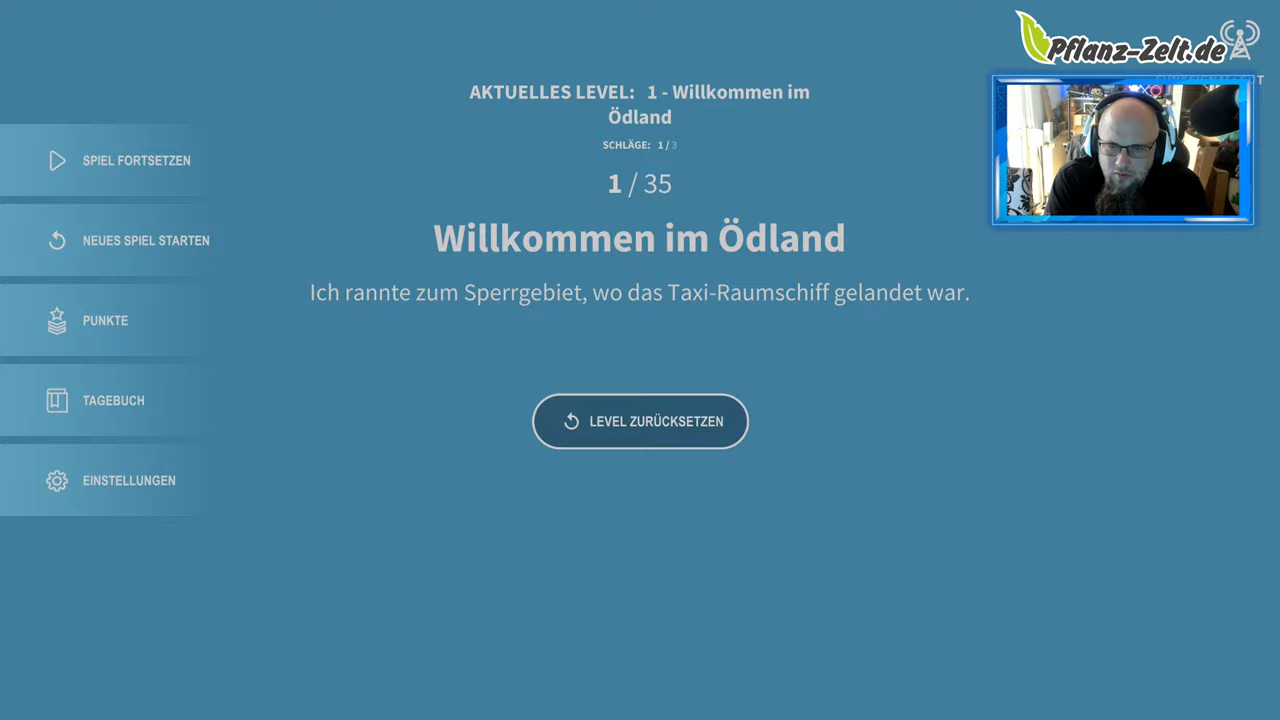 Pflanz-Zelt.de
AKTUELLES LEVEL: 1 - Willkommen im
Ödland
SCHLÄGE: 1 / 3
1 / 35
Willkommen im Ödland
Ich rannte zum Sperrgebiet, wo das Taxi-Raumschiff gelandet war.
SPIEL FORTSETZEN
NEUES SPIEL STARTEN
PUNKTE
TAGEBUCH
EINSTELLUNGEN
LEVEL ZURÜCKSETZEN